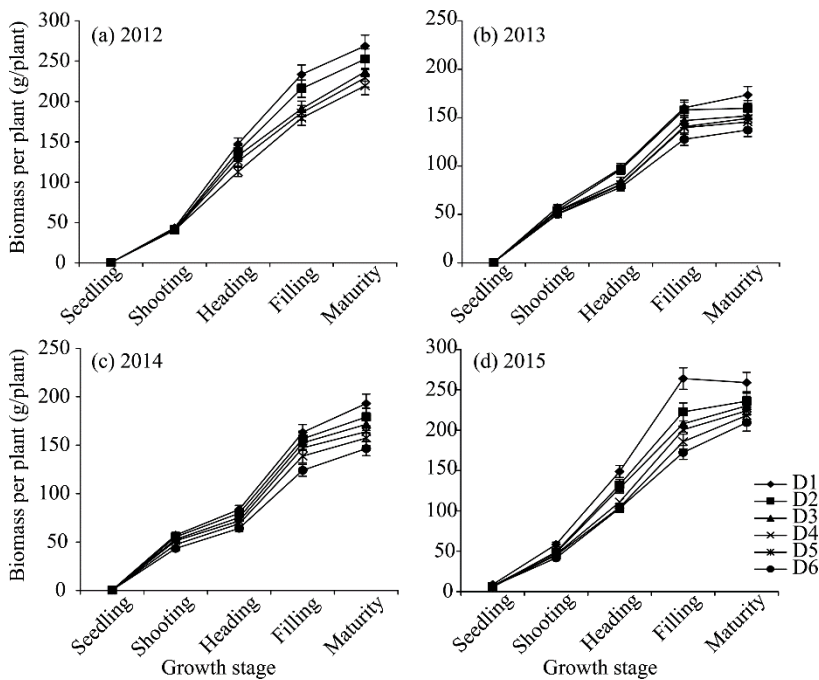 300
250
200
150
100
50
0
Biomass per plant (g/plant)
(a) 2012
Seedling
Shooting
Heading
Filling
Maturity
250
200
150
100
50
0
(b) 2013
Seedling
Shooting
Heading
Filling
Maturity
250
200
150
100
50
0
Biomass per plant (g/plant)
(c) 2014
Seedling
Shooting
Heading
Filling
Maturity
Growth stage
300
250
200
150
100
50
0
(d) 2015
D1
D2
D3
D4
D5
D6
Seedling
Shooting
Heading
Filling
Maturity
Growth stage